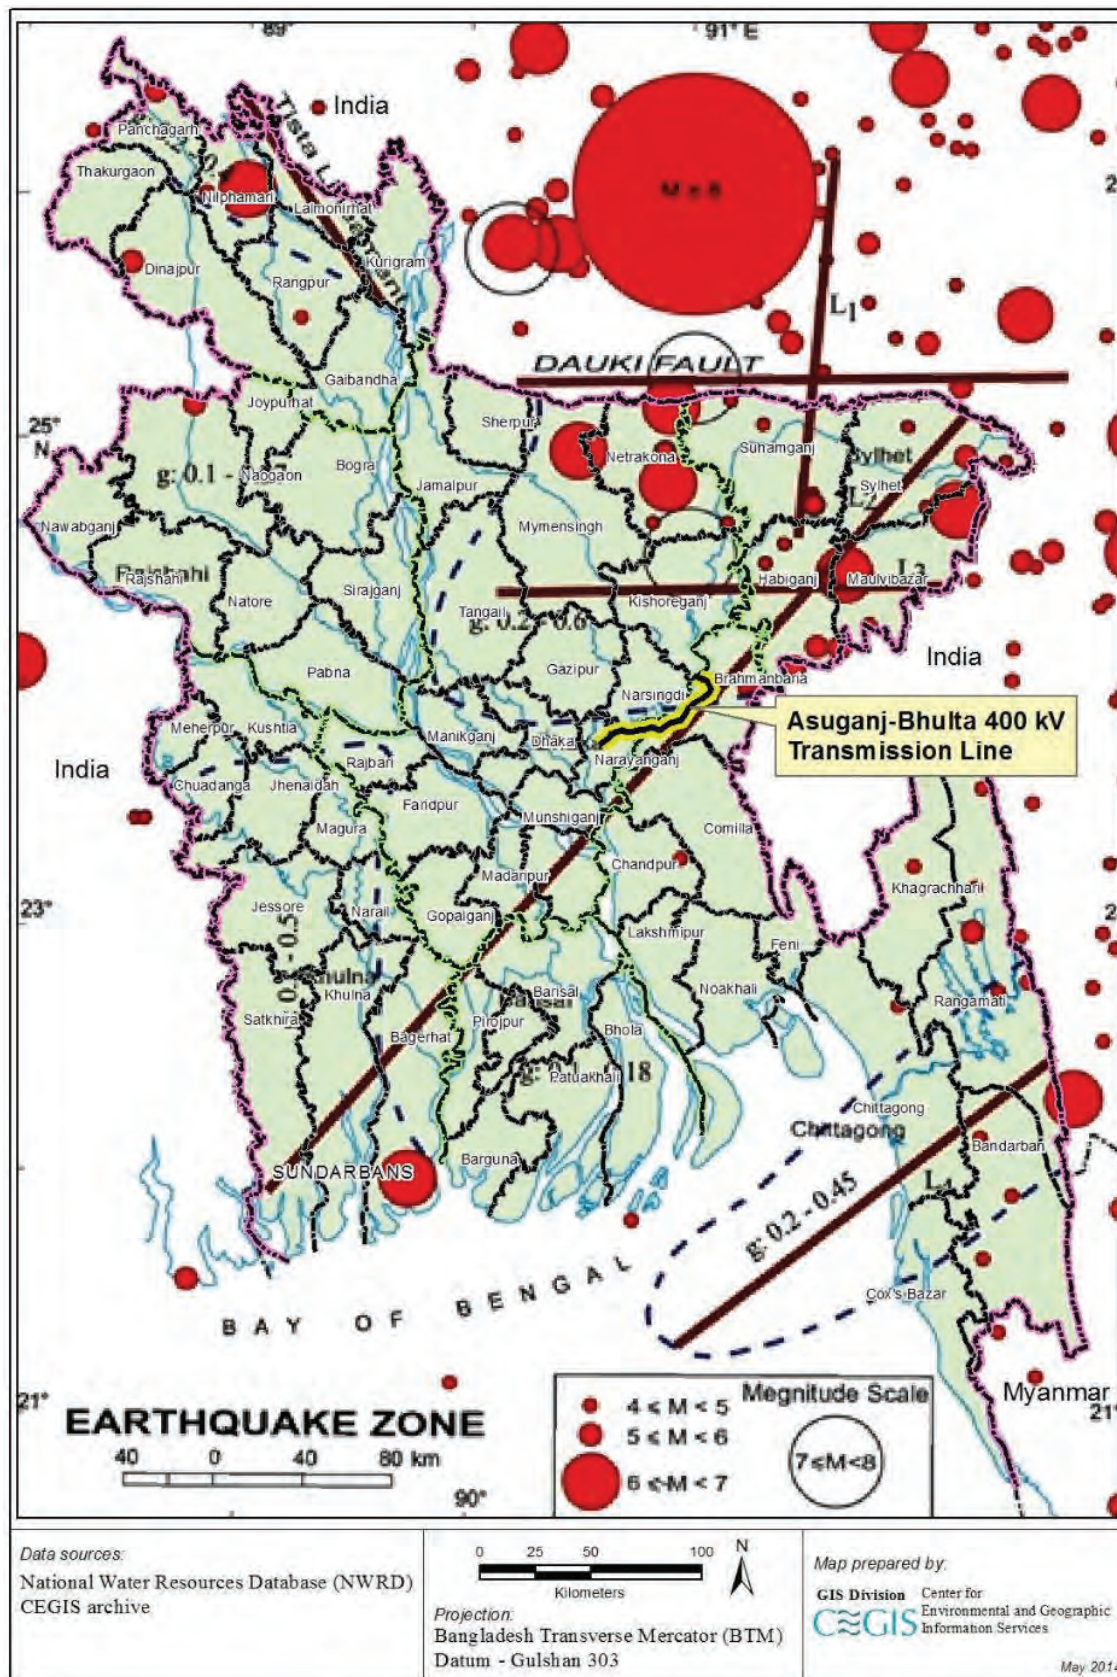 89°
91° E
India
Tista
Panchagarh
Thakurgaon
Nilphamari
Lalmonirhat
M ≥ 8
Kurigram
Dinajpur
Rangpur
L1
DAUKI FAULT
Gaibandha
Joypurhat
Sherpur
25°
N
Netrakona
Sunamganj
Sylhet
Sylhet
g: 0.1 -
Naogaon
Bogra
Jamalpur
Mymensingh
Nawabganj
Rajshahi
Rajshahi
Natore
Sirajganj
Tangail
Kishoreganj
Habiganj
Maulvibazar
L3
g: 0.2 - 0.6
Pabna
Gazipur
India
Narsingdi
Brahmanbaria
Meherpur
Kushtia
Manikganj
Dhaka
Asuganj-Bhulta 400 kV
Transmission Line
India
Rajbari
Narayanganj
Chuadanga
Jhenaidah
Faridpur
Munshiganj
Magura
Comilla
Chandpur
Madaripur
Khagrachhari
23°
Jessore
Narail
Gopalganj
Lakshmipur
Feni
Khulna
Barisal
Noakhali
Rangamati
Satkhira
Bagerhat
Pirojpur
Bhola
Patuakhali
18
Chittagong
Chittagong
Bandarban
Barguna
SUNDARBANS
g: 0.2 - 0.45
BAY OF BENGAL
Cox's Bazar
Myanmar
21°
21°
EARTHQUAKE ZONE
40 0 40 80 km
90°
Megnitude Scale
4 ≤ M < 5
5 ≤ M < 6
6 ≤ M < 7
7 ≤ M < 8
Data sources:
National Water Resources Database (NWRD)
CEGIS archive
0 25 50 100
Kilometers
N
Projection:
Bangladesh Transverse Mercator (BTM)
Datum - Gulshan 303
Map prepared by:
GIS Division
CEGIS
Center for
Environmental and Geographic
Information Services